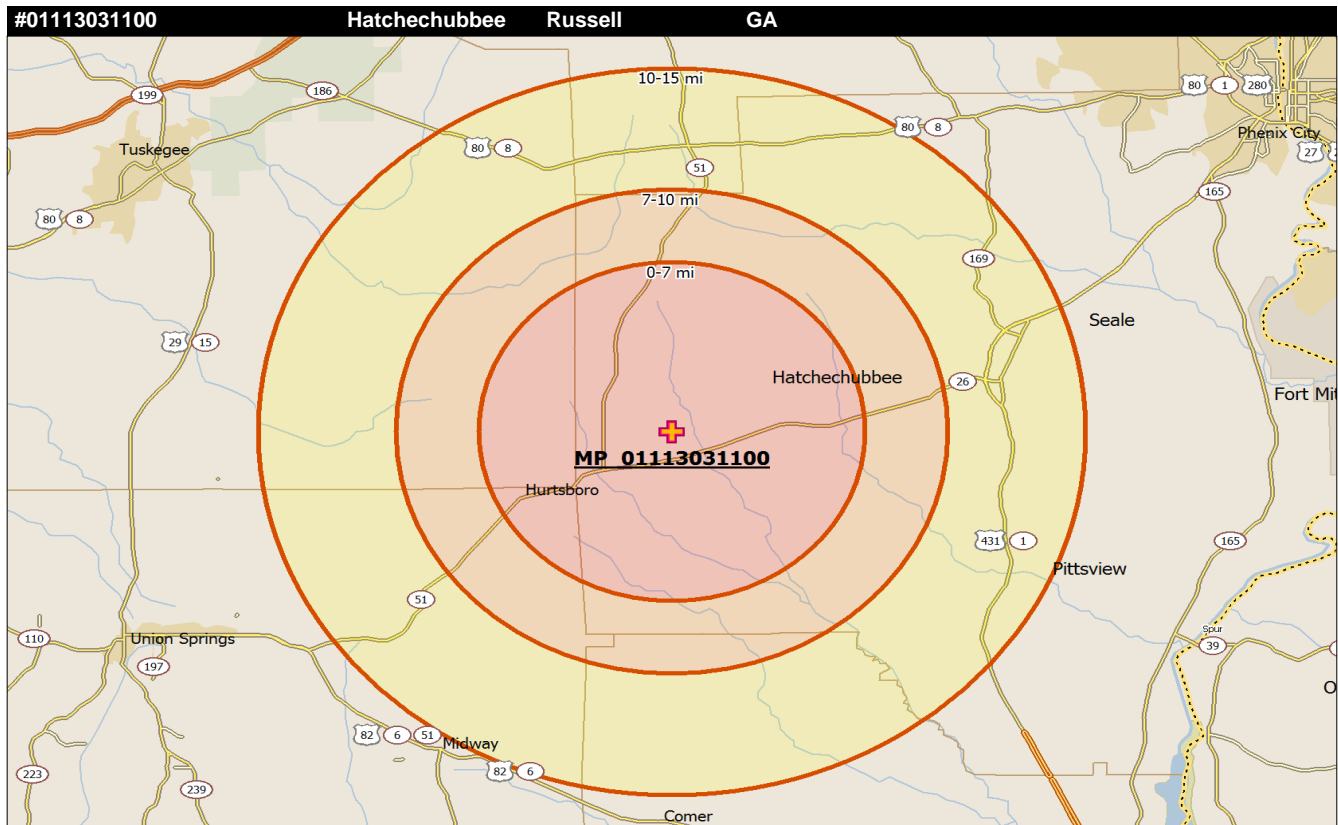 #01113031100 Hatchechubbee Russell GA
10-15 mi
199
186
80 1 280
80 8
80 8
Phenix City
Tuskegee
27
51
165
7-10 mi
80 8
169
0-7 mi
Seale
29 15
Hatchechubbee
26
Fort Mit
MP 01113031100
Hurtsboro
431 1
165
Pittsview
51
Spur
110
Union Springs
39
197
O
82 6 51
Midway
82 6
223
239
Comer